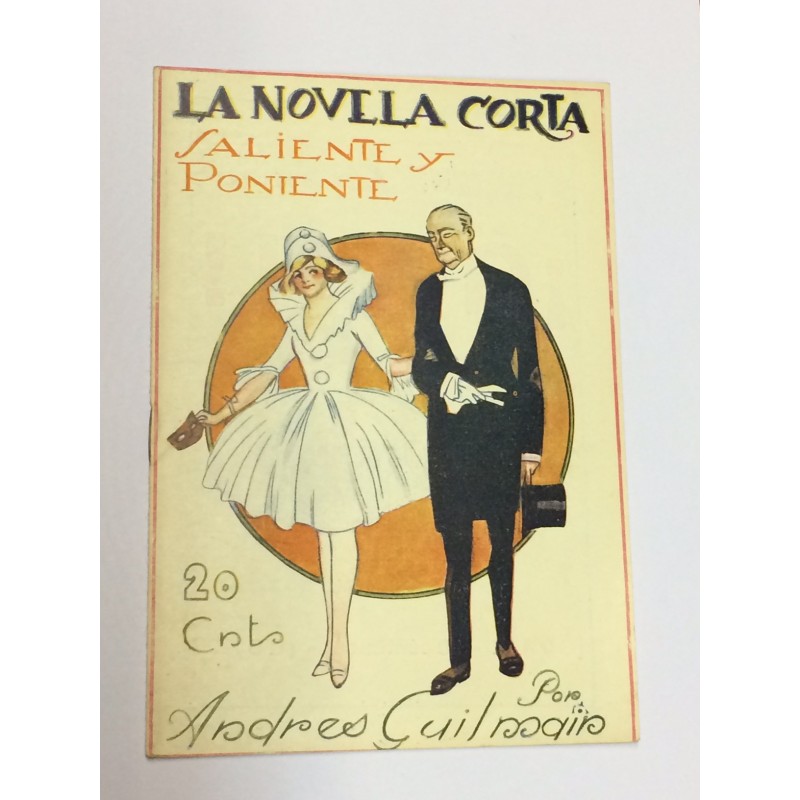 LA NOVELA CORTA
SALIENTE Y
PONIENTE
20
Cnts
Por
Andres Guilmain